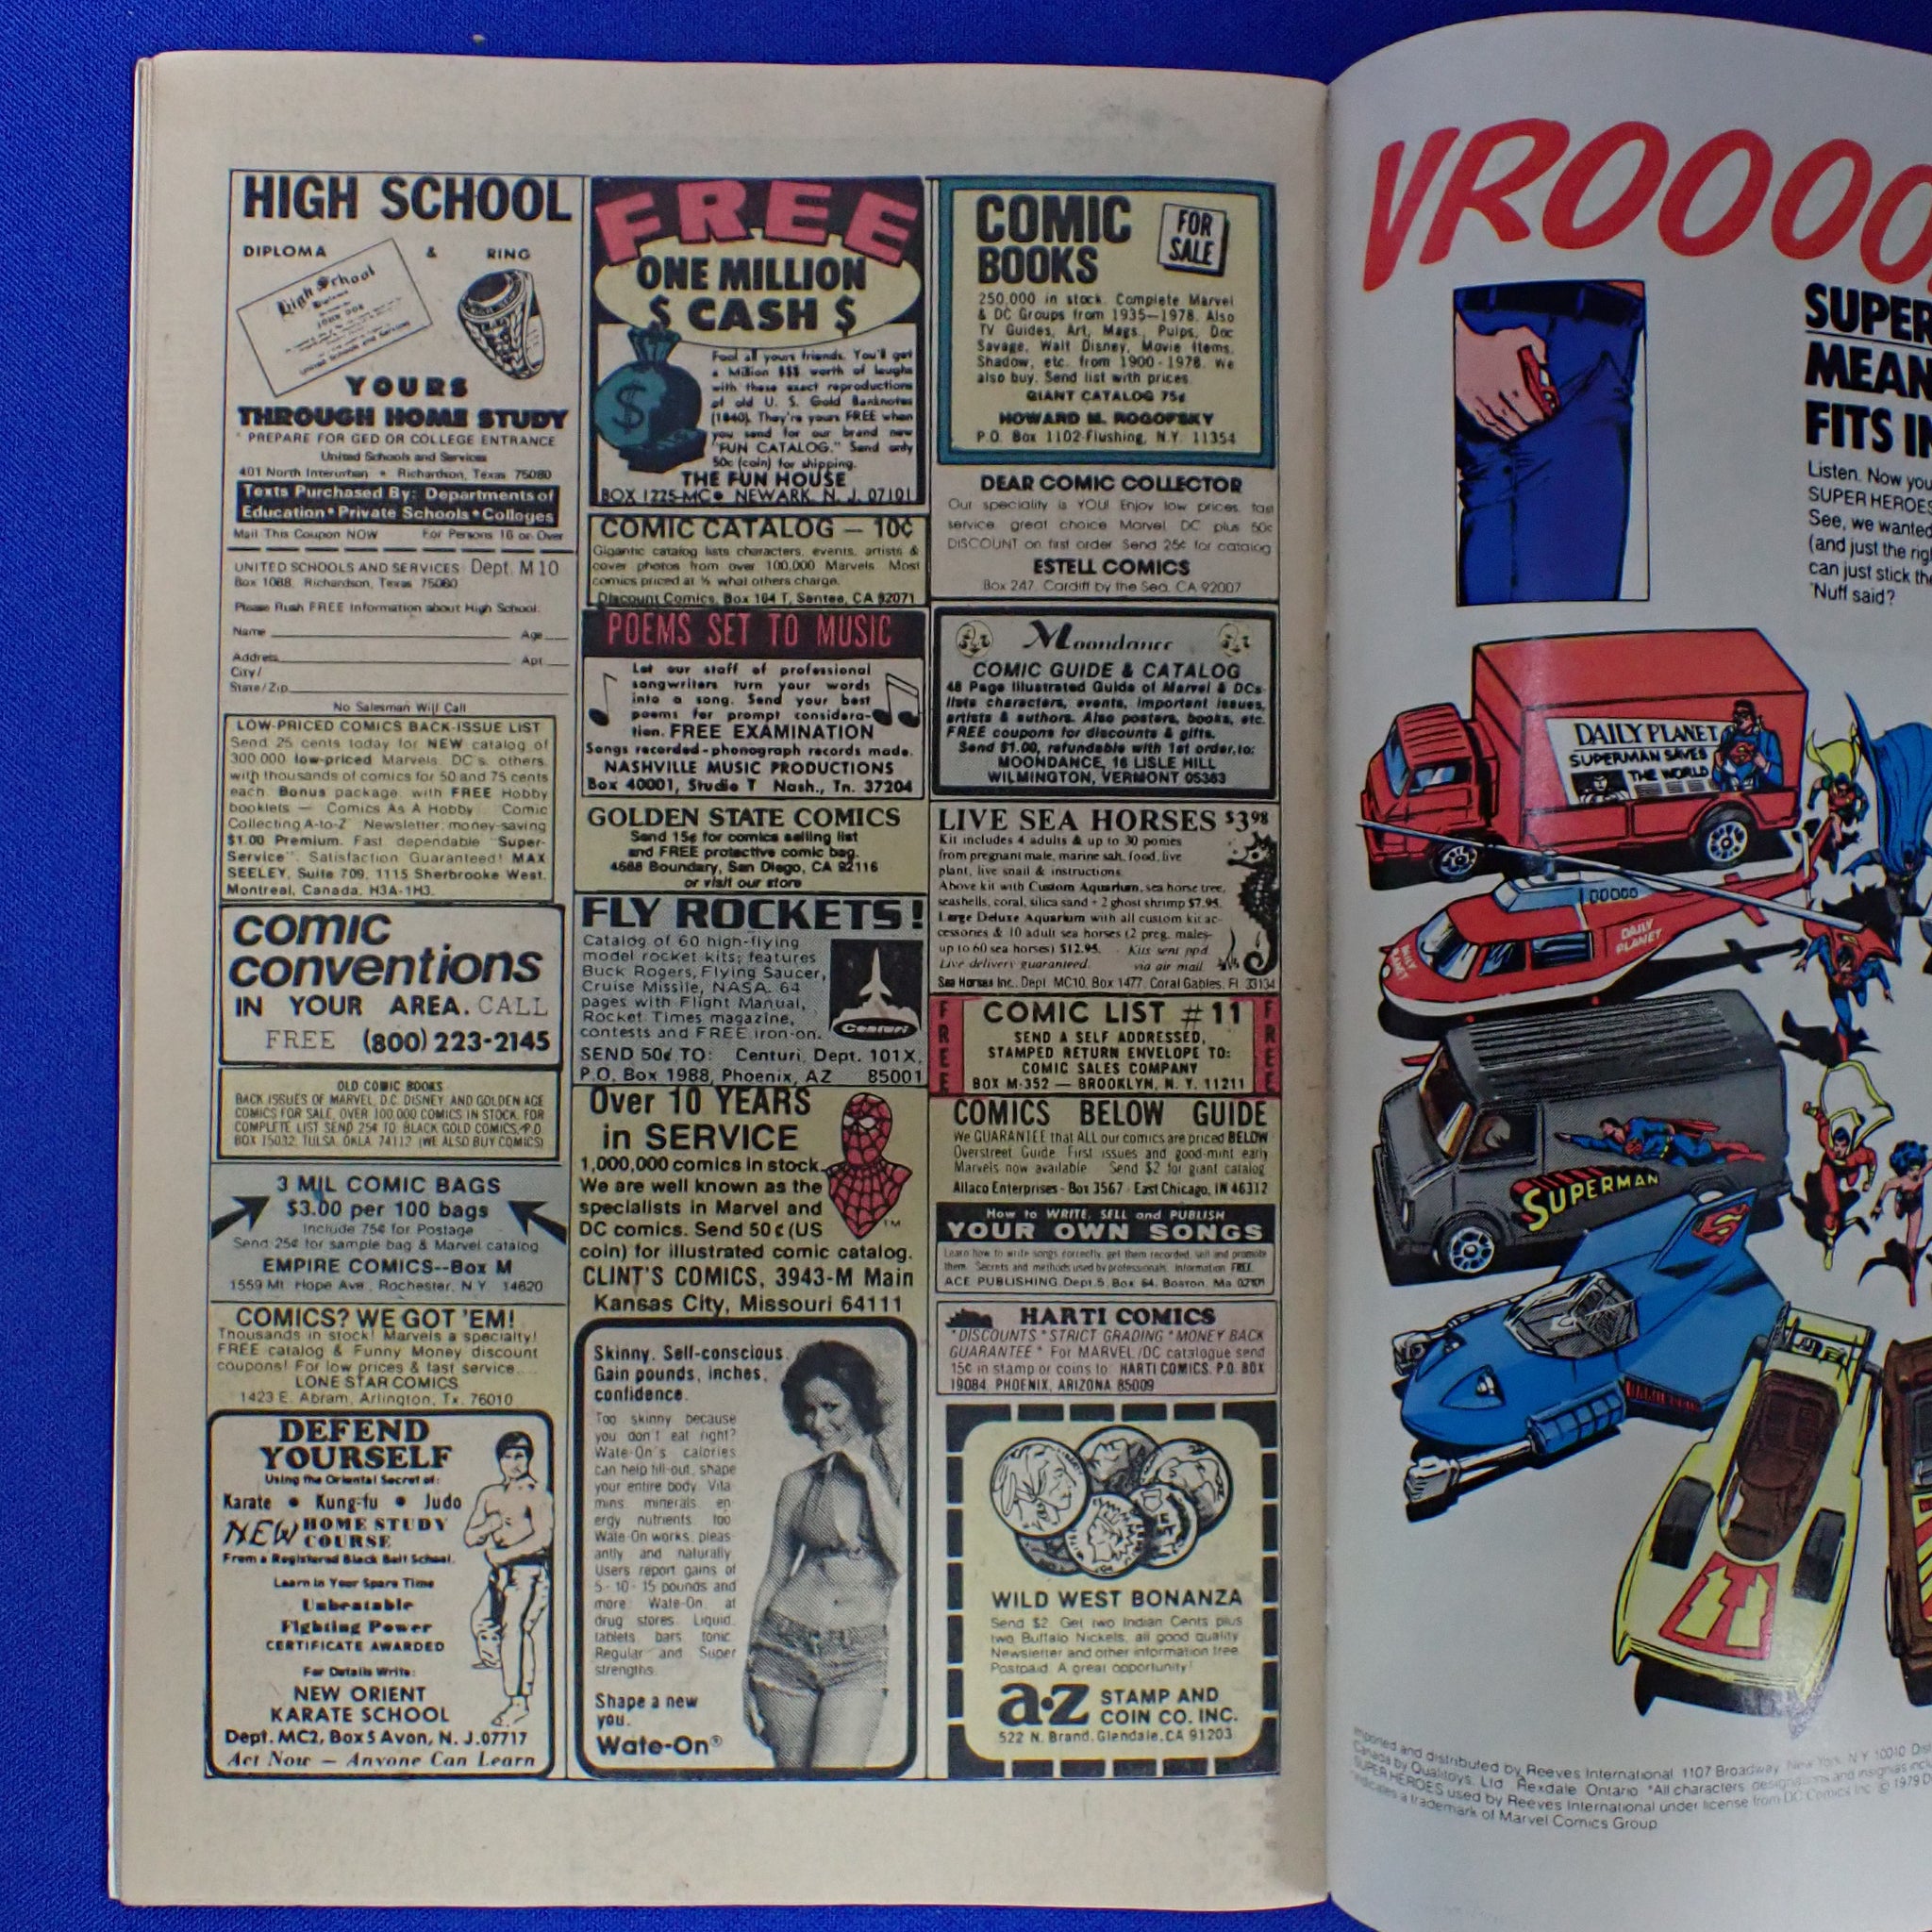 HIGH SCHOOL
DIPLOMA & RING
High School
Diploma
JOHN DOE
YOURS
THROUGH HOME STUDY
* PREPARE FOR GED OR COLLEGE ENTRANCE
United Schools and Services
401 North Interurban • Richardson, Texas 75080
Texts Purchased By: Departments of
Education • Private Schools • Colleges
Mail This Coupon NOW For Persons 16 or Over
UNITED SCHOOLS AND SERVICES Dept. M10
Box 1088, Richardson, Texas 75080
Please Rush FREE Information about High School.
Name Age
Address Apt
City/
State/Zip
No Salesman Will Call
LOW-PRICED COMICS BACK-ISSUE LIST
Send 25 cents today for NEW catalog of
300,000 low-priced Marvels, DC's, others,
with thousands of comics for 50 and 75 cents
each. Bonus package with FREE Hobby
booklets — Comics As A Hobby Comic
Collecting A-to-Z" Newsletter; money-saving
$1.00 Premium. Fast dependable "Super-
Service". Satisfaction Guaranteed! MAX
SEELEY, Suite 709, 1115 Sherbrooke West,
Montreal, Canada, H3A-1H3.
comic
conventions
IN YOUR AREA. CALL
FREE (800) 223-2145
OLD COMIC BOOKS
BACK ISSUES OF MARVEL, D.C. DISNEY, AND GOLDEN AGE
COMICS FOR SALE. OVER 100,000 COMICS IN STOCK. FOR
COMPLETE LIST SEND 25¢ TO: BLACK GOLD COMICS, P.O.
BOX 15032, TULSA, OKLA. 74112 (WE ALSO BUY COMICS)
3 MIL COMIC BAGS
$3.00 per 100 bags
Include 75¢ for Postage
Send 25¢ for sample bag & Marvel catalog
EMPIRE COMICS--Box M
1559 Mt. Hope Ave., Rochester, N.Y. 14620
COMICS? WE GOT 'EM!
Thousands in stock! Marvels a specialty!
FREE catalog & Funny Money discount
coupons! For low prices & fast service....
LONE STAR COMICS
1423 E. Abram, Arlington, Tx. 76010
DEFEND
YOURSELF
Using the Oriental Secret of:
Karate • Kung-fu • Judo
NEW HOME STUDY
COURSE
From a Registered Black Belt School.
Learn in Your Spare Time
Unbeatable
Fighting Power
CERTIFICATE AWARDED
For Details Write:
NEW ORIENT
KARATE SCHOOL
Dept. MC2, Box 5 Avon, N.J. 07717
Act Now — Anyone Can Learn
FREE
ONE MILLION
$ CASH $
$
Fool all yours friends. You'll get
a Million $$$ worth of laughs
with these exact reproductions
of old U. S. Gold Banknotes
(1840). They're yours FREE when
you send for our brand new
"FUN CATALOG." Send only
50c (coin) for shipping.
THE FUN HOUSE
BOX 1225-MC • NEWARK, N. J. 07101
COMIC CATALOG — 10¢
Gigantic catalog lists characters, events, artists &
cover photos from over 100,000 Marvels. Most
comics priced at ½ what others charge.
Discount Comics, Box 104 T, Santee, CA 92071
POEMS SET TO MUSIC
Let our staff of professional
songwriters turn your words
into a song. Send your best
poems for prompt considera-
tion. FREE EXAMINATION
Songs recorded-phonograph records made.
NASHVILLE MUSIC PRODUCTIONS
Box 40001, Studio T Nash., Tn. 37204
GOLDEN STATE COMICS
Send 15¢ for comics selling list
and FREE protective comic bag.
4688 Boundary, San Diego, CA 92116
or visit our store
FLY ROCKETS!
Catalog of 60 high-flying
model rocket kits; features
Buck Rogers, Flying Saucer,
Cruise Missile, NASA. 64
pages with Flight Manual,
Rocket Times magazine,
contests and FREE iron-on.
Centuri
SEND 50¢ TO: Centuri, Dept. 101X,
P.O. Box 1988, Phoenix, AZ 85001
Over 10 YEARS
in SERVICE
1,000,000 comics in stock.
We are well known as the
specialists in Marvel and
DC comics. Send 50¢ (US
coin) for illustrated comic catalog.
TM
CLINT'S COMICS, 3943-M Main
Kansas City, Missouri 64111
Skinny. Self-conscious.
Gain pounds, inches,
confidence.
Too skinny because
you don't eat right?
Wate-On's calories
can help fill-out, shape
your entire body. Vita
mins minerals en
ergy nutrients too
Wate-On works, pleas
antly and naturally
Users report gains of
5 - 10 - 15 pounds and
more. Wate-On at
drug stores. Liquid,
tablets, bars tonic.
Regular and Super
strengths.
Shape a new
you.
Wate-On®
COMIC
BOOKS
FOR
SALE
250,000 in stock. Complete Marvel
& DC Groups from 1935—1978. Also
TV Guides, Art, Mags., Pulps, Doc
Savage, Walt Disney, Movie Items,
Shadow, etc. from 1900-1978. We
also buy. Send list with prices.
GIANT CATALOG 75¢
HOWARD M. ROGOFSKY
P.O. Box 1102-Flushing, N.Y. 11354
DEAR COMIC COLLECTOR
Our speciality is YOU! Enjoy low prices, fast
service, great choice Marvel, DC plus 50¢
DISCOUNT on first order. Send 25¢ for catalog
ESTELL COMICS
Box 247, Cardiff by the Sea, CA 92007
Moondance
COMIC GUIDE & CATALOG
48 Page Illustrated Guide of Marvel & DCs
lists characters, events, important issues,
artists & authors. Also posters, books, etc.
FREE coupons for discounts & gifts.
Send $1.00, refundable with 1st order, to:
MOONDANCE, 16 LISLE HILL
WILMINGTON, VERMONT 05363
LIVE SEA HORSES $3.98
Kit includes 4 adults & up to 30 ponies
from pregnant male, marine salt, food, live
plant, live snail & instructions.
Above kit with Custom Aquarium, sea horse tree,
seashells, coral, silica sand + 2 ghost shrimp $7.95.
Large Deluxe Aquarium with all custom kit ac-
cessories & 10 adult sea horses (2 preg. males-
up to 60 sea horses) $12.95. Kits sent ppd
Live delivery guaranteed. via air mail
Sea Horses Inc., Dept. MC10, Box 1477, Coral Gables, Fl. 33134
FREE
COMIC LIST #11
SEND A SELF ADDRESSED,
STAMPED RETURN ENVELOPE TO:
COMIC SALES COMPANY
BOX M-352 — BROOKLYN, N. Y. 11211
FREE
COMICS BELOW GUIDE
We GUARANTEE that ALL our comics are priced BELOW
Overstreet Guide. First issues and good-mint early
Marvels now available. Send $2 for giant catalog.
Allaco Enterprises - Box 3567 - East Chicago, IN 46312
How to WRITE, SELL and PUBLISH
YOUR OWN SONGS
Learn how to write songs correctly, get them recorded, sell and promote
them. Secrets and methods used by professionals. Information FREE.
ACE PUBLISHING, Dept. 5, Box 64, Boston, Ma 02101
HARTI COMICS
*DISCOUNTS *STRICT GRADING *MONEY BACK
GUARANTEE * For MARVEL/DC catalogue send
15¢ in stamp or coins to: HARTI COMICS, P.O. BOX
19084, PHOENIX, ARIZONA 85009
WILD WEST BONANZA
Send $2. Get two Indian Cents plus
two Buffalo Nickels, all good quality
Newsletter and other information free.
Postpaid. A great opportunity!
a·z STAMP AND
COIN CO. INC.
522 N. Brand, Glendale, CA 91203
VROOOO
SUPER
MEAN
FITS IN
Listen. Now you
SUPER HEROES
See, we wanted
(and just the
can just stick
'Nuff said?
DAILY PLANET
SUPERMAN SAVES
THE WORLD
DAILY
PLANET
DAILY
PLANET
SUPERMAN
S
Imported and distributed by Reeves International, 1107 Broadway, New York, N.Y. 10010
Canada by Qualitoys, Ltd. Rexdale Ontario *All characters, designations and insignias
SUPER HEROES used by Reeves International under license from DC Comics Inc. © 1979
indicates a trademark of Marvel Comics Group